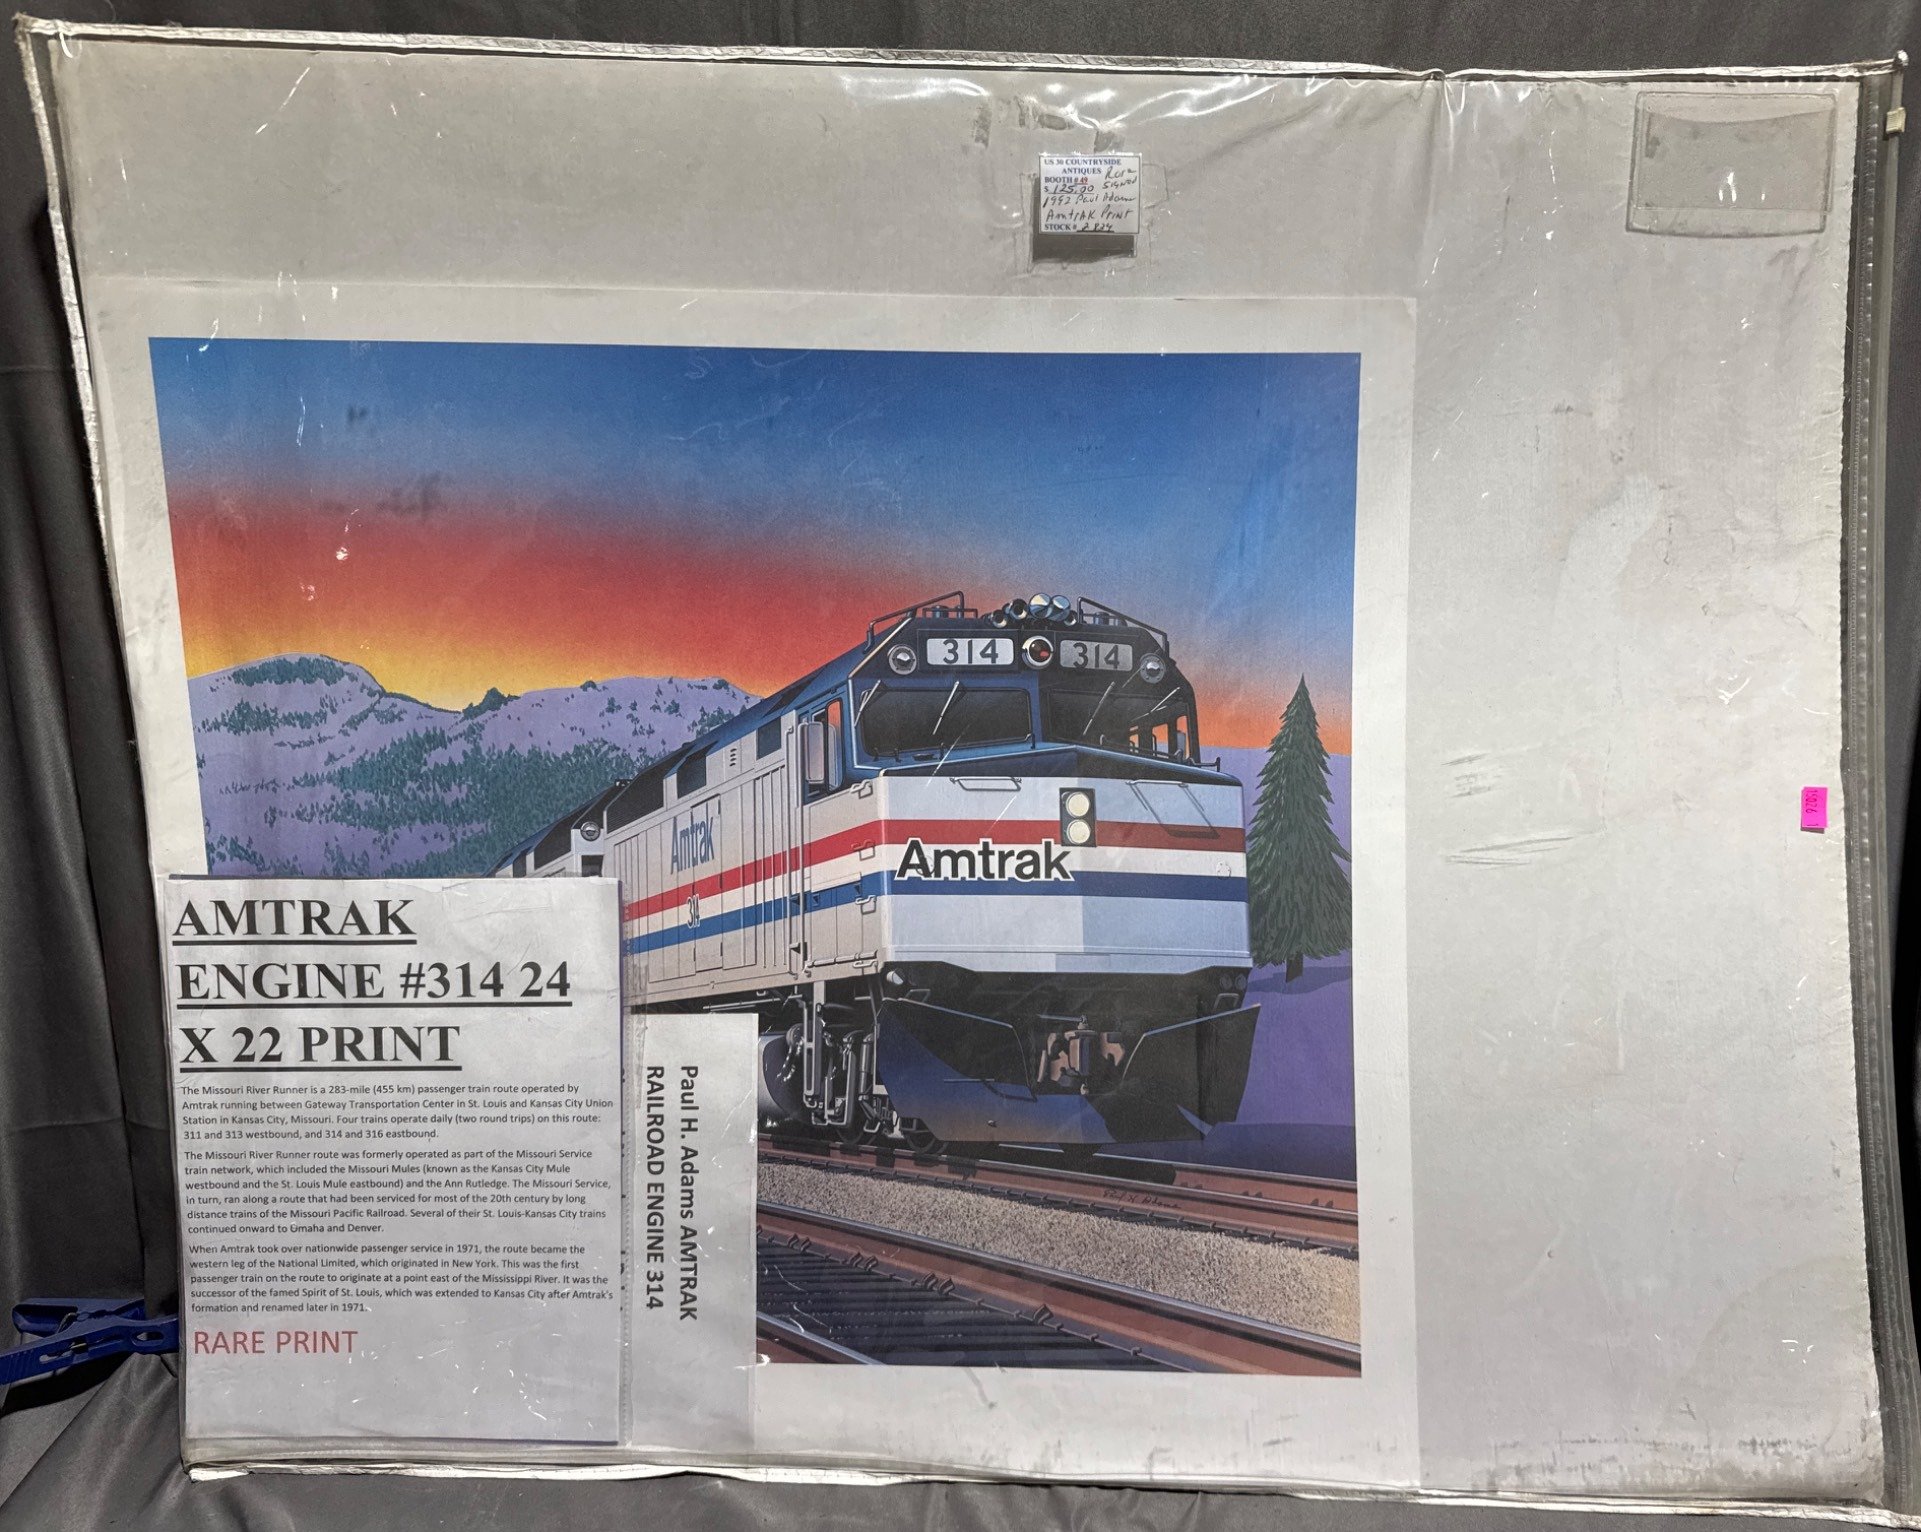 US 30 COUNTRYSIDE
ANTIQUES
BOOTH # 49 Rare
$ 125.00 SIGNED
1992 Paul Adams
AmtrAK Print
STOCK #
314 314
Amtrak
Amtrak
314
AMTRAK
ENGINE #314 24
X 22 PRINT
The Missouri River Runner is a 283-mile (455 km) passenger train route operated by
Amtrak running between Gateway Transportation Center in St. Louis and Kansas City Union
Station in Kansas City, Missouri. Four trains operate daily (two round trips) on this route:
311 and 313 westbound, and 314 and 316 eastbound.
The Missouri River Runner route was formerly operated as part of the Missouri Service
train network, which included the Missouri Mules (known as the Kansas City Mule
westbound and the St. Louis Mule eastbound) and the Ann Rutledge. The Missouri Service,
in turn, ran along a route that had been serviced for most of the 20th century by long
distance trains of the Missouri Pacific Railroad. Several of their St. Louis-Kansas City trains
continued onward to Omaha and Denver.
When Amtrak took over nationwide passenger service in 1971, the route became the
western leg of the National Limited, which originated in New York. This was the first
passenger train on the route to originate at a point east of the Mississippi River. It was the
successor of the famed Spirit of St. Louis, which was extended to Kansas City after Amtrak's
formation and renamed later in 1971.
RARE PRINT
Paul H. Adams AMTRAK
RAILROAD ENGINE 314
Paul H Adams
15026 1